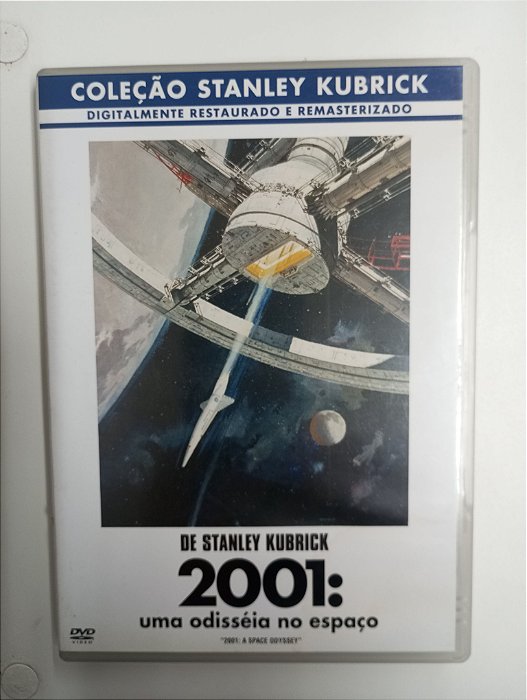 COLEÇÃO STANLEY KUBRICK
DIGITALMENTE RESTAURADO E REMASTERIZADO
DE STANLEY KUBRICK
2001:
uma odisséia no espaço
"2001: A SPACE ODYSSEY"
DVD
VIDEO